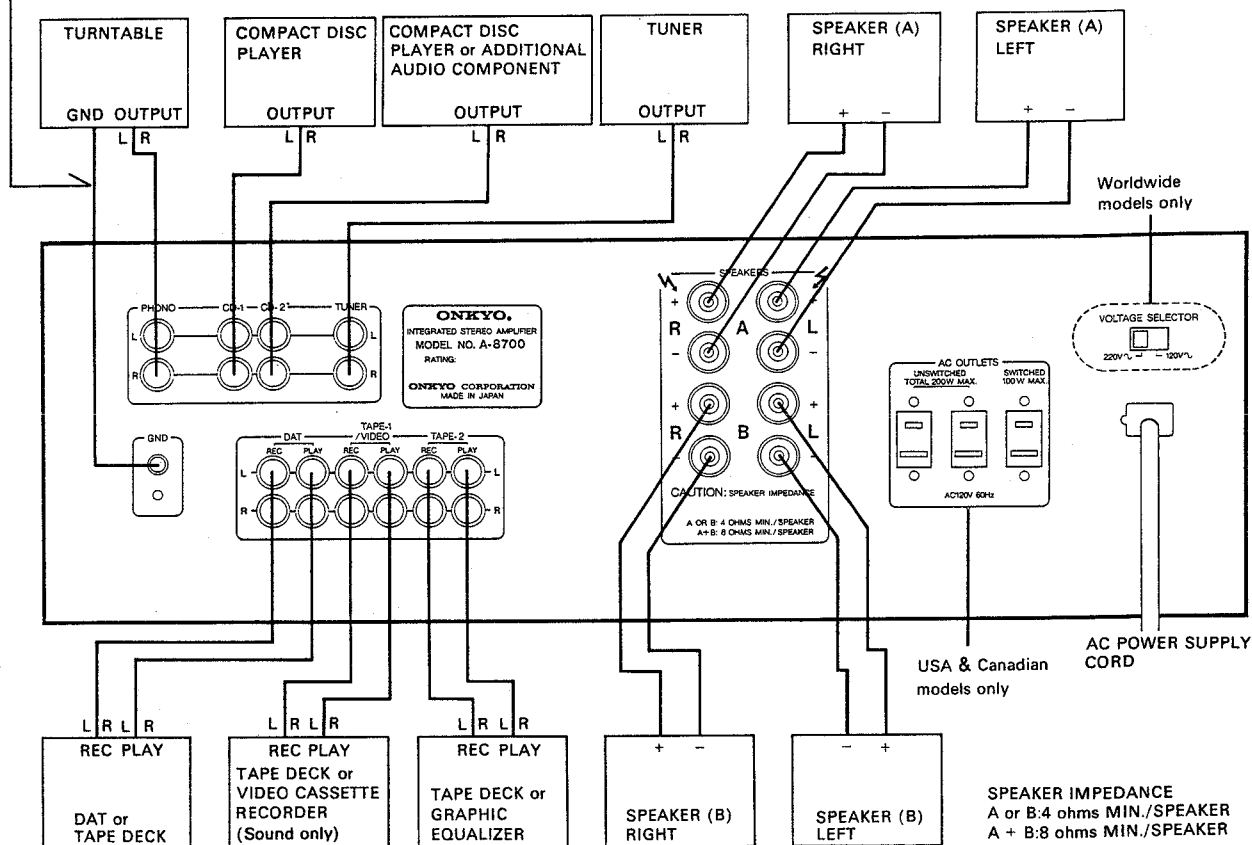 TURNTABLE
GND OUTPUT
L R
COMPACT DISC
PLAYER
OUTPUT
L R
COMPACT DISC
PLAYER or ADDITIONAL
AUDIO COMPONENT
OUTPUT
L R
TUNER
OUTPUT
L R
SPEAKER (A)
RIGHT
+ −
SPEAKER (A)
LEFT
+ −
Worldwide
models only
PHONO CD-1 CD-2 TUNER
L L
R R
ONKYO.
INTEGRATED STEREO AMPLIFIER
MODEL NO. A-8700
RATING:
ONKYO CORPORATION
MADE IN JAPAN
SPEAKERS
+ +
R A L
− −
+ +
R B L
− −
CAUTION: SPEAKER IMPEDANCE
A OR B: 4 OHMS MIN./SPEAKER
A+B: 8 OHMS MIN./SPEAKER
VOLTAGE SELECTOR
220V∿ 120V∿
AC OUTLETS
UNSWITCHED
TOTAL 200W MAX.
SWITCHED
100W MAX.
AC120V 60Hz
GND
DAT
TAPE-1
/VIDEO
TAPE-2
REC PLAY REC PLAY REC PLAY
L L
R R
USA & Canadian
models only
AC POWER SUPPLY
CORD
L R L R
REC PLAY
DAT or
TAPE DECK
L R L R
REC PLAY
TAPE DECK or
VIDEO CASSETTE
RECORDER
(Sound only)
L R L R
REC PLAY
TAPE DECK or
GRAPHIC
EQUALIZER
+ −
SPEAKER (B)
RIGHT
− +
SPEAKER (B)
LEFT
SPEAKER IMPEDANCE
A or B:4 ohms MIN./SPEAKER
A + B:8 ohms MIN./SPEAKER